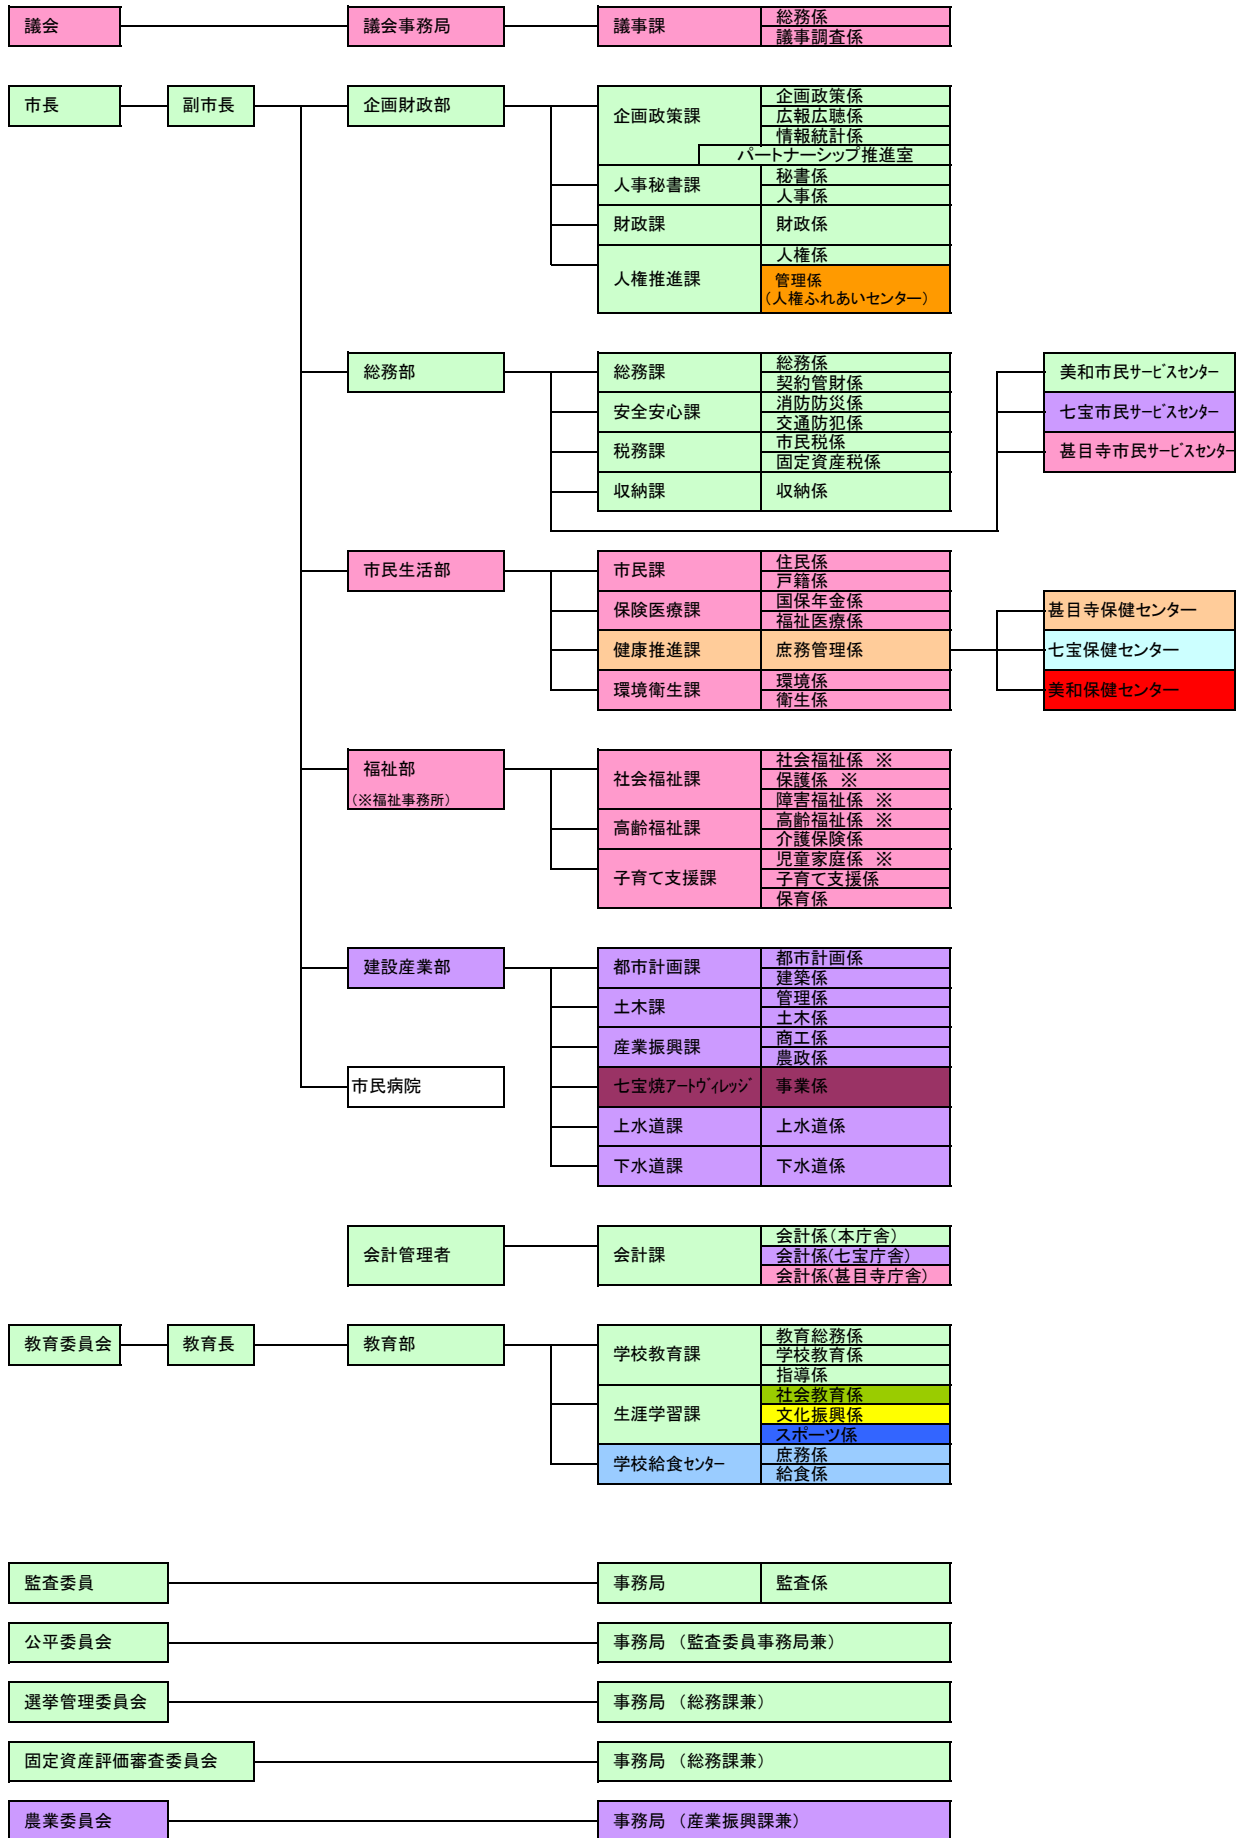 議会
議会事務局
議事課
総務係
議事調査係
市長
副市長
企画財政部
企画政策課
企画政策係
広報広聴係
情報統計係
パートナーシップ推進室
人事秘書課
秘書係
人事係
財政課
財政係
人権推進課
人権係
管理係
（人権ふれあいセンター）
総務部
総務課
総務係
契約管財係
安全安心課
消防防災係
交通防犯係
税務課
市民税係
固定資産税係
収納課
収納係
美和市民ｻｰﾋﾞｽｾﾝﾀｰ
七宝市民ｻｰﾋﾞｽｾﾝﾀｰ
甚目寺市民ｻｰﾋﾞｽｾﾝﾀｰ
市民生活部
市民課
住民係
戸籍係
保険医療課
国保年金係
福祉医療係
健康推進課
庶務管理係
環境衛生課
環境係
衛生係
甚目寺保健センター
七宝保健センター
美和保健センター
福祉部
（※福祉事務所）
社会福祉課
社会福祉係 ※
保護係 ※
障害福祉係 ※
高齢福祉課
高齢福祉係 ※
介護保険係
子育て支援課
児童家庭係 ※
子育て支援係
保育係
建設産業部
都市計画課
都市計画係
建築係
土木課
管理係
土木係
産業振興課
商工係
農政係
七宝焼ｱｰﾄｳﾞｨﾚｯｼﾞ
事業係
上水道課
上水道係
下水道課
下水道係
市民病院
会計管理者
会計課
会計係（本庁舎）
会計係（七宝庁舎）
会計係（甚目寺庁舎）
教育委員会
教育長
教育部
学校教育課
教育総務係
学校教育係
指導係
生涯学習課
社会教育係
文化振興係
スポーツ係
学校給食ｾﾝﾀｰ
庶務係
給食係
監査委員
事務局
監査係
公平委員会
事務局 （監査委員事務局兼）
選挙管理委員会
事務局 （総務課兼）
固定資産評価審査委員会
事務局 （総務課兼）
農業委員会
事務局 （産業振興課兼）